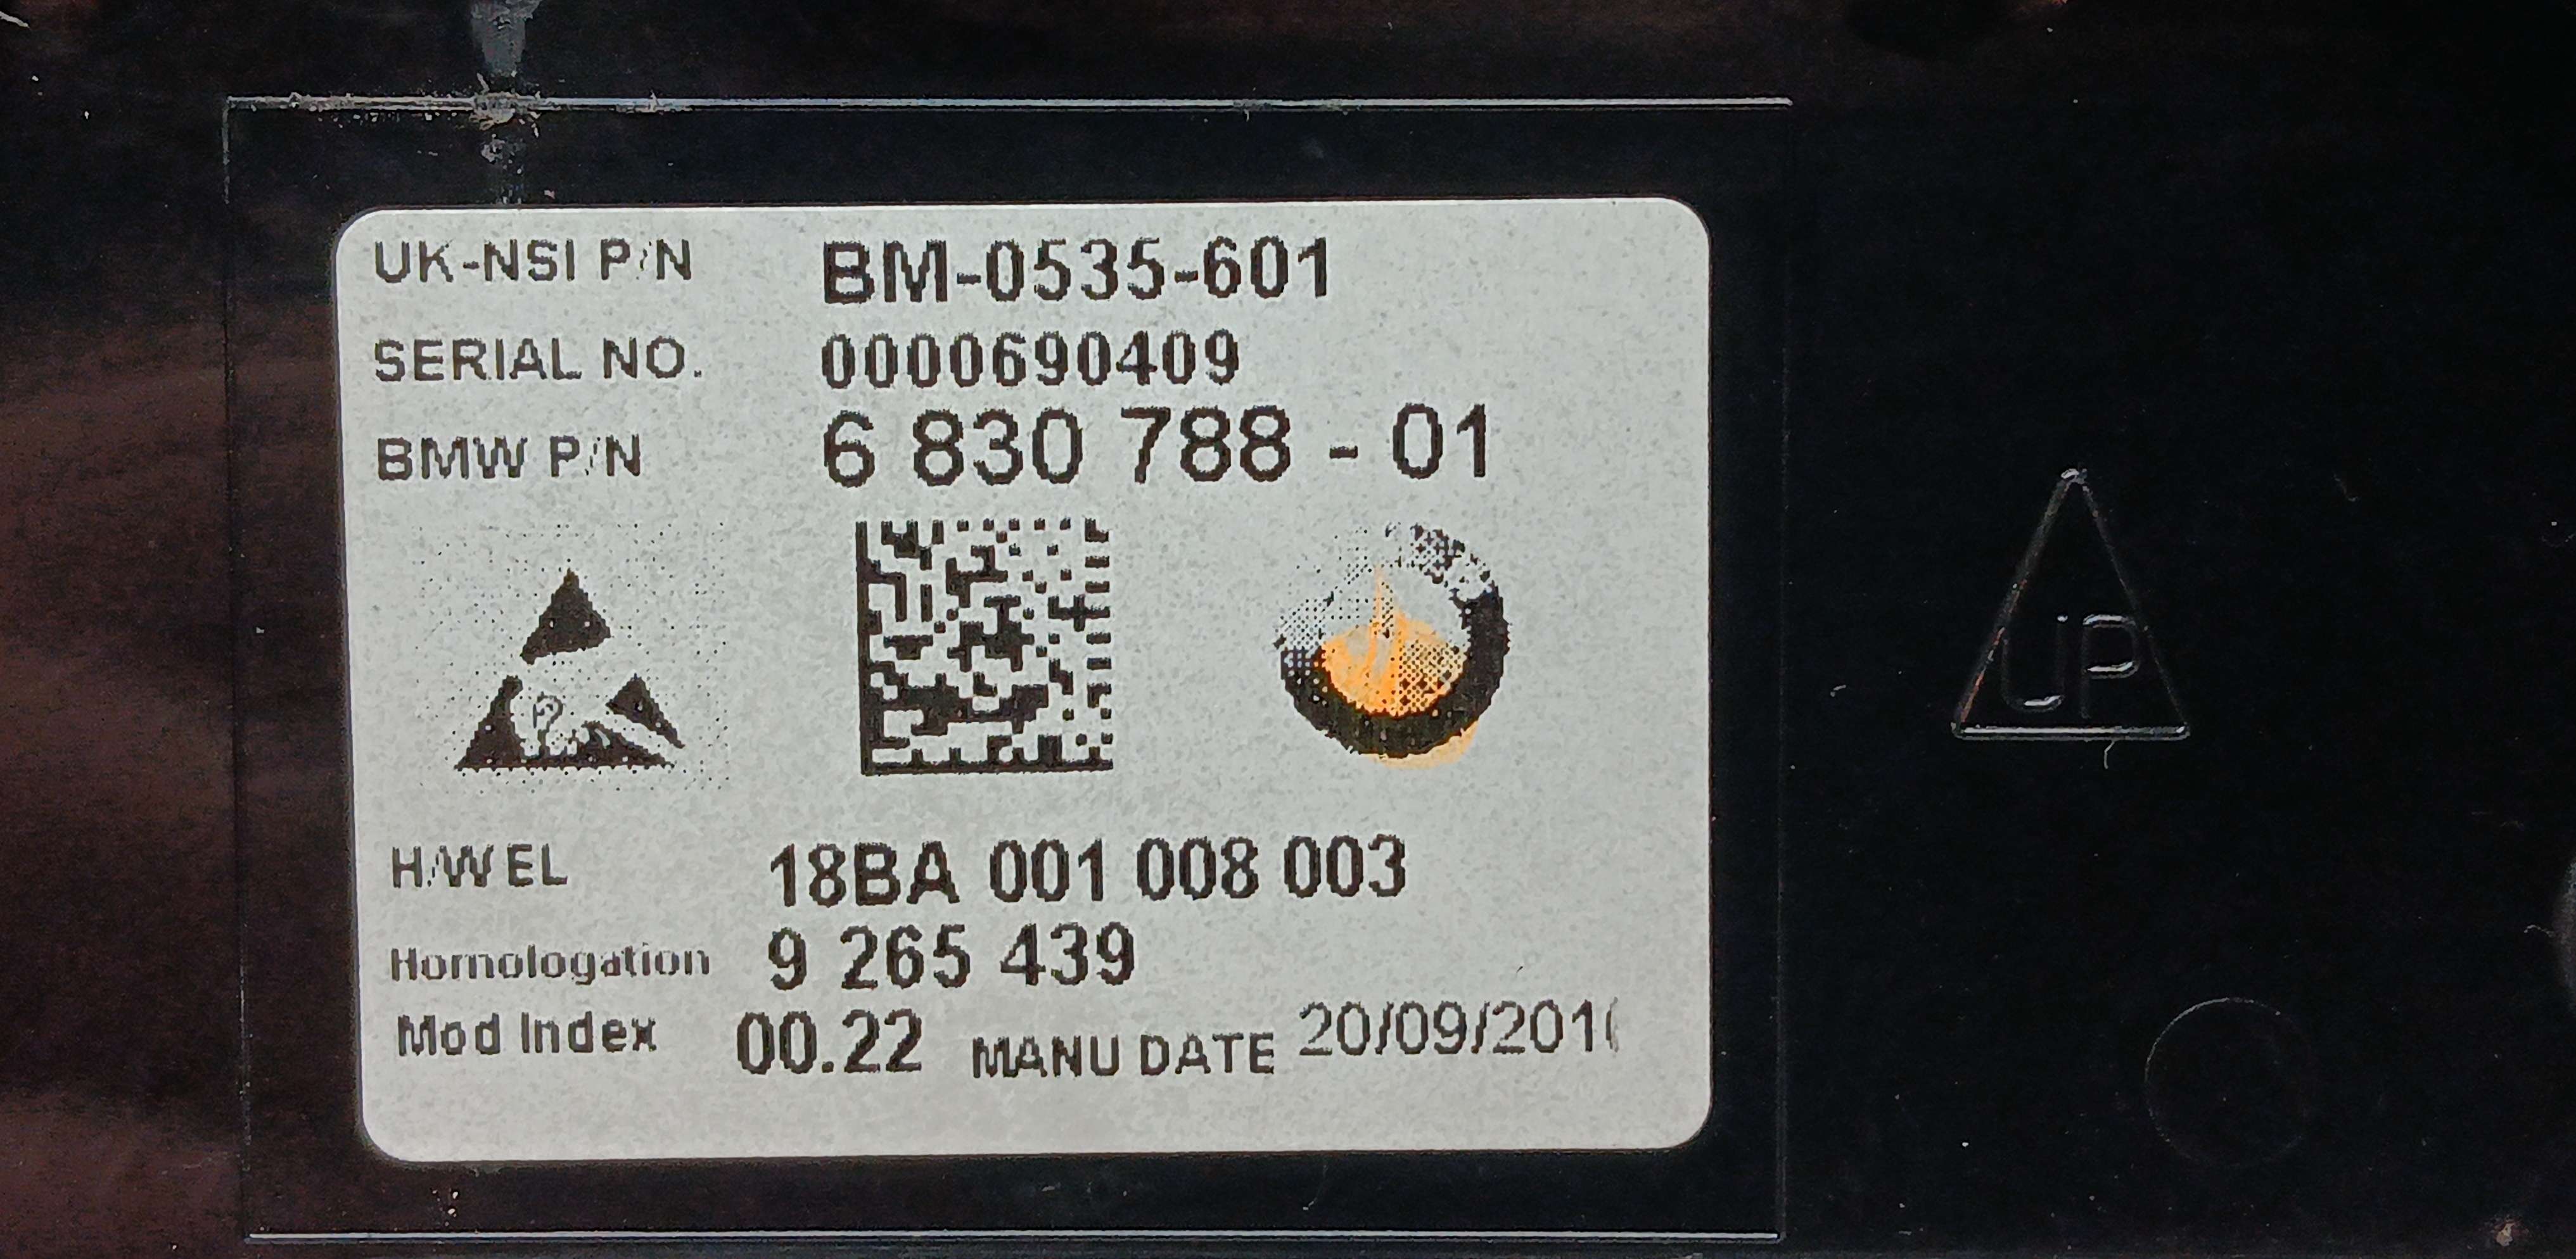 UK-NSI P/N BM-0535-601
SERIAL NO. 0000690409
BMW P/N 6 830 788 - 01
UP
H/W EL 18BA 001 008 003
Homologation 9 265 439
Mod Index 00.22 MANU DATE